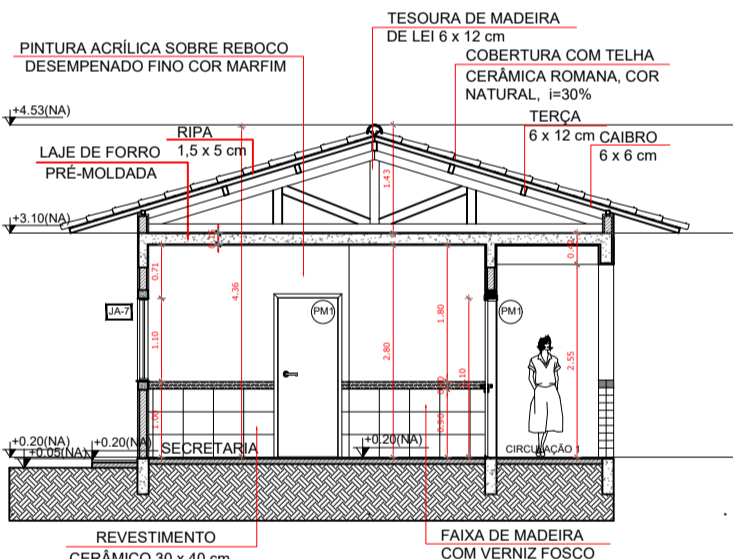 TESOURA DE MADEIRA
DE LEI 6 x 12 cm
PINTURA ACRÍLICA SOBRE REBOCO
DESEMPENADO FINO COR MARFIM
COBERTURA COM TELHA
CERÂMICA ROMANA, COR
NATURAL, i=30%
+4.53(NA)
RIPA
1,5 x 5 cm
TERÇA
6 x 12 cm
CAIBRO
6 x 6 cm
LAJE DE FORRO
PRÉ-MOLDADA
1.43
+3.10(NA)
0.71
4.36
JA-7
PM1
PM1
1.10
2.80
1.80
2.10
2.55
1.00
0.90
+0.20(NA)
+0.05(NA)
+0.20(NA)
SECRETARIA
+0.20(NA)
CIRCULAÇÃO 1
REVESTIMENTO
CERÂMICO 30 x 40 cm
FAIXA DE MADEIRA
COM VERNIZ FOSCO